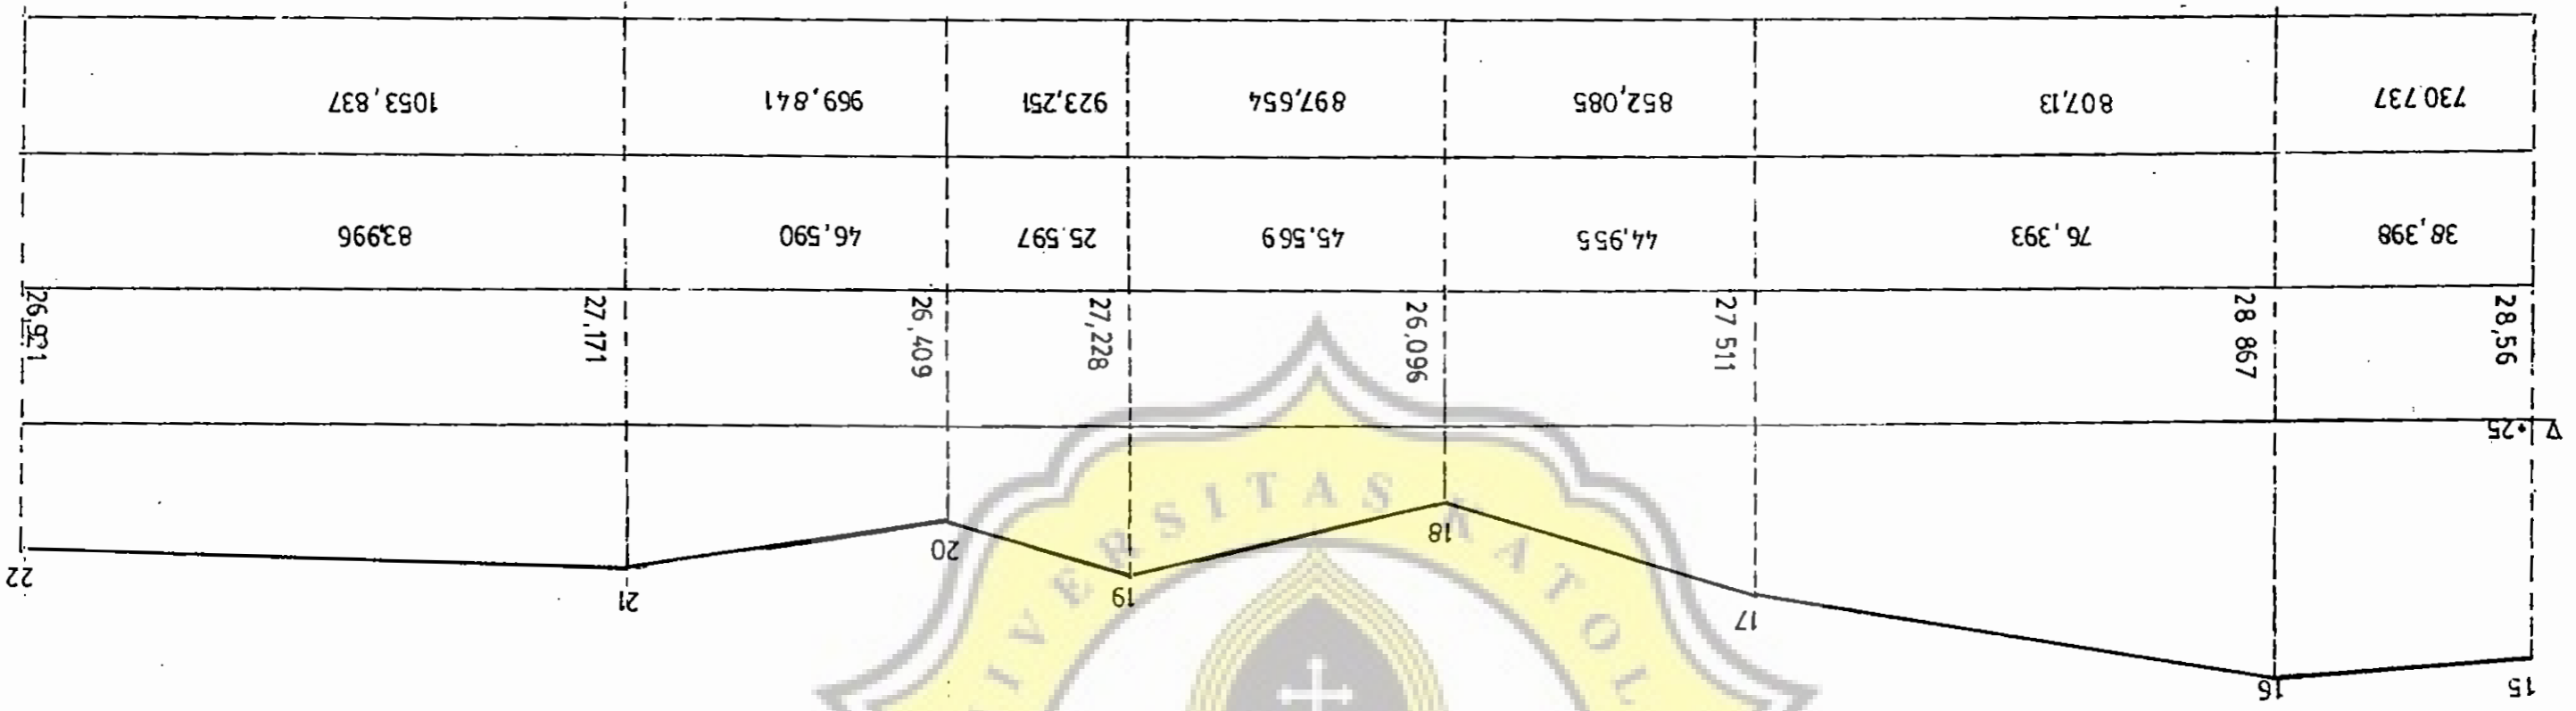 15 16 17 18 19 20 21 22
+25
28,56 28 867 27 511 26,096 27,228 26,409 27,171
38,398 76,393 44,955 45,569 25.597 46,590 83,996
730.737 807,13 852,085 897,654 923,251 969,841 1053,837
IVERSITAS KATOL